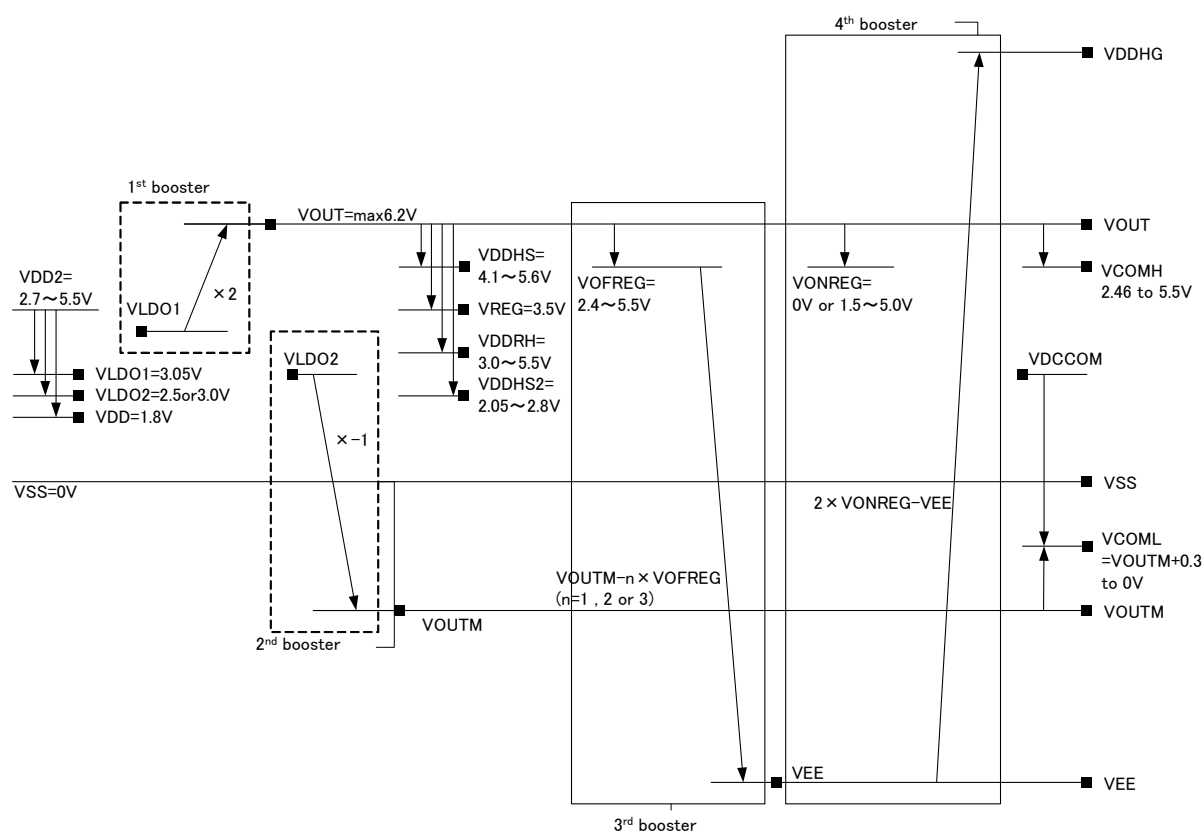 4th booster
VDDHG
1st booster
VOUT=max6.2V
VOUT
VDD2=
2.7～5.5V
×2
VLDO1
VDDHS=
4.1～5.6V
VREG=3.5V
VDDRH=
3.0～5.5V
VDDHS2=
2.05～2.8V
VOFREG=
2.4～5.5V
VONREG=
0V or 1.5～5.0V
VCOMH
2.46 to 5.5V
VLDO2
VDCCOM
VLDO1=3.05V
VLDO2=2.5or3.0V
VDD=1.8V
×-1
VSS=0V
VSS
2×VONREG-VEE
VCOML
=VOUTM+0.3
to 0V
VOUTM-n×VOFREG
(n=1 , 2 or 3)
VOUTM
VOUTM
2nd booster
VEE
VEE
3rd booster